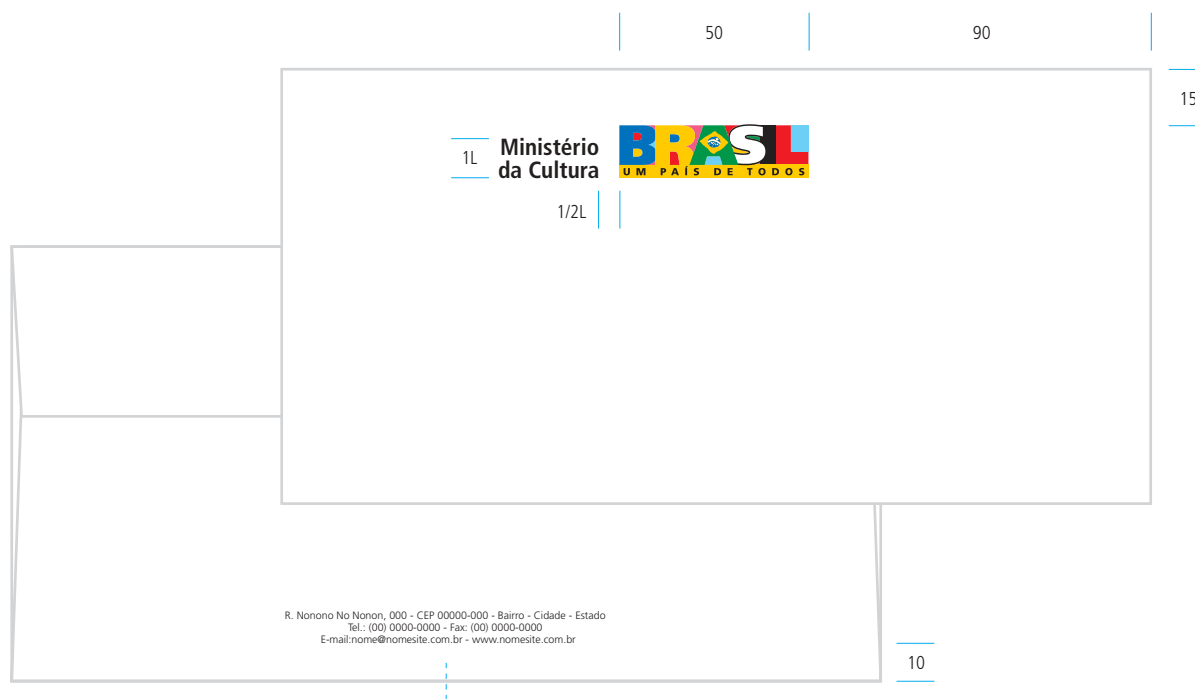 50
90
15
1L
Ministério
da Cultura
BRASIL
UM PAÍS DE TODOS
1/2L
R. Nonono No Nonon, 000 - CEP 00000-000 - Bairro - Cidade - Estado
Tel.: (00) 0000-0000 - Fax: (00) 0000-0000
E-mail:nome@nomesite.com.br - www.nomesite.com.br
10